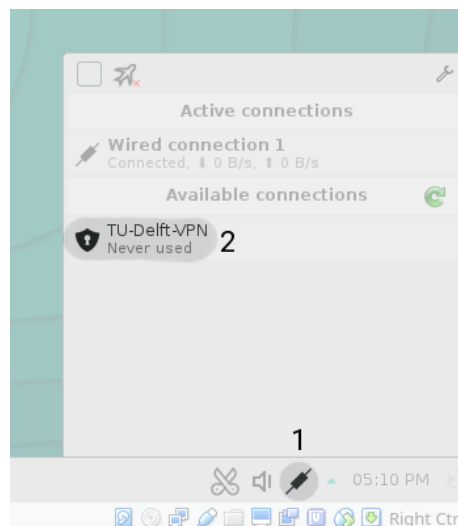 Active connections
Wired connection 1
Connected, ⬇ 0 B/s, ⬆ 0 B/s
Available connections
TU-Delft-VPN
Never used
2
1
05:10 PM
Right Ctr